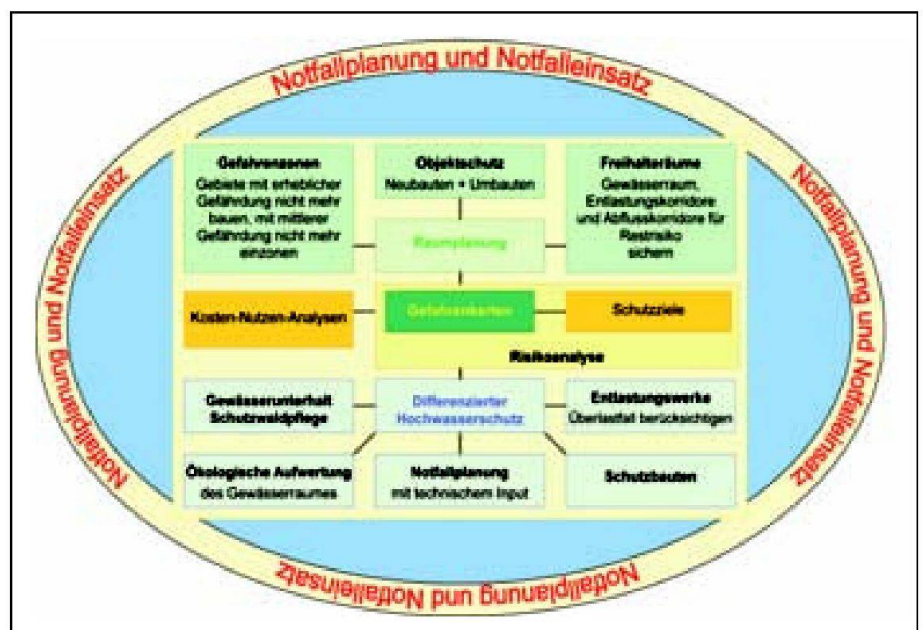 Notfallplanung und Notfalleinsatz
Notfallplanung und Notfalleinsatz
Notfallplanung und Notfalleinsatz
Gefahrenzonen
Gebiete mit erheblicher
Gefährdung nicht mehr
bauen, mit mittlerer
Gefährdung nicht mehr
einzonen
Objektschutz
Neubauten + Umbauten
Freihalteräume
Gewässerraum,
Entlastungskorridore
und Abflusskorridore für
Restrisiko
sichern
Raumplanung
Kosten-Nutzen-Analysen
Gefahrenkarten
Schutzziele
Risikoanalyse
Gewässerunterhalt
Schutzwaldpflege
Differenzierter
Hochwasserschutz
Entlastungswerke
Überlastfall berücksichtigen
Ökologische Aufwertung
des Gewässerraumes
Notfallplanung
mit technischem Input
Schutzbauten
Notfallplanung und Notfalleinsatz